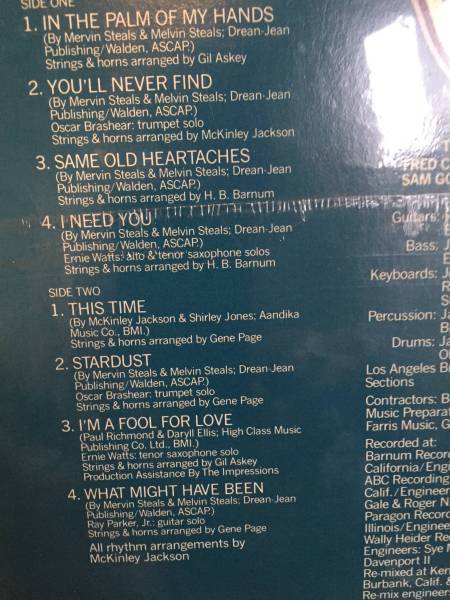 SIDE ONE
1. IN THE PALM OF MY HANDS
(By Mervin Steals & Melvin Steals; Drean-Jean
Publishing/Walden, ASCAP.)
Strings & horns arranged by Gil Askey
2. YOU'LL NEVER FIND
(By Mervin Steals & Melvin Steals; Drean-Jean
Publishing/Walden, ASCAP.)
Oscar Brashear: trumpet solo
Strings & horns arranged by McKinley Jackson
3. SAME OLD HEARTACHES
(By Mervin Steals & Melvin Steals; Drean-Jean
Publishing/Walden, ASCAP.)
Strings & horns arranged by H. B. Barnum
4. I NEED YOU
(By Mervin Steals & Melvin Steals; Drean-Jean
Publishing/Walden, ASCAP.)
Ernie Watts: alto & tenor saxophone solos
Strings & horns arranged by H. B. Barnum
SIDE TWO
1. THIS TIME
(By McKinley Jackson & Shirley Jones; Aandika
Music Co., BMI.)
Strings & horns arranged by Gene Page
2. STARDUST
(By Mervin Steals & Melvin Steals; Drean-Jean
Publishing/Walden, ASCAP.)
Oscar Brashear: trumpet solo
Strings & horns arranged by Gene Page
3. I'M A FOOL FOR LOVE
(Paul Richmond & Daryll Ellis; High Class Music
Publishing Co. Ltd., BMI.)
Ernie Watts: tenor saxophone solo
Strings & horns arranged by Gil Askey
Production Assistance By The Impressions
4. WHAT MIGHT HAVE BEEN
(By Mervin Steals & Melvin Steals; Drean-Jean
Publishing/Walden, ASCAP.)
Ray Parker, Jr.: guitar solo
Strings & horns arranged by Gene Page
All rhythm arrangements by
McKinley Jackson
FRED C
SAM GO
Guitars:
Bass: J
Keyboards: J
R
S
Percussion: Ja
B
Drums: Ja
O
Los Angeles B
Sections
Contractors: B
Music Preparat
Farris Music, G
Recorded at:
Barnum Recor
California/Engi
ABC Recording
Calif./Engineer
Gale & Roger N
Paragon Record
Illinois/Enginee
Wally Heider Re
Engineers: Sye M
Davenport II
Re-mixed at Ken
Burbank, Calif. &
Re-mix engineer